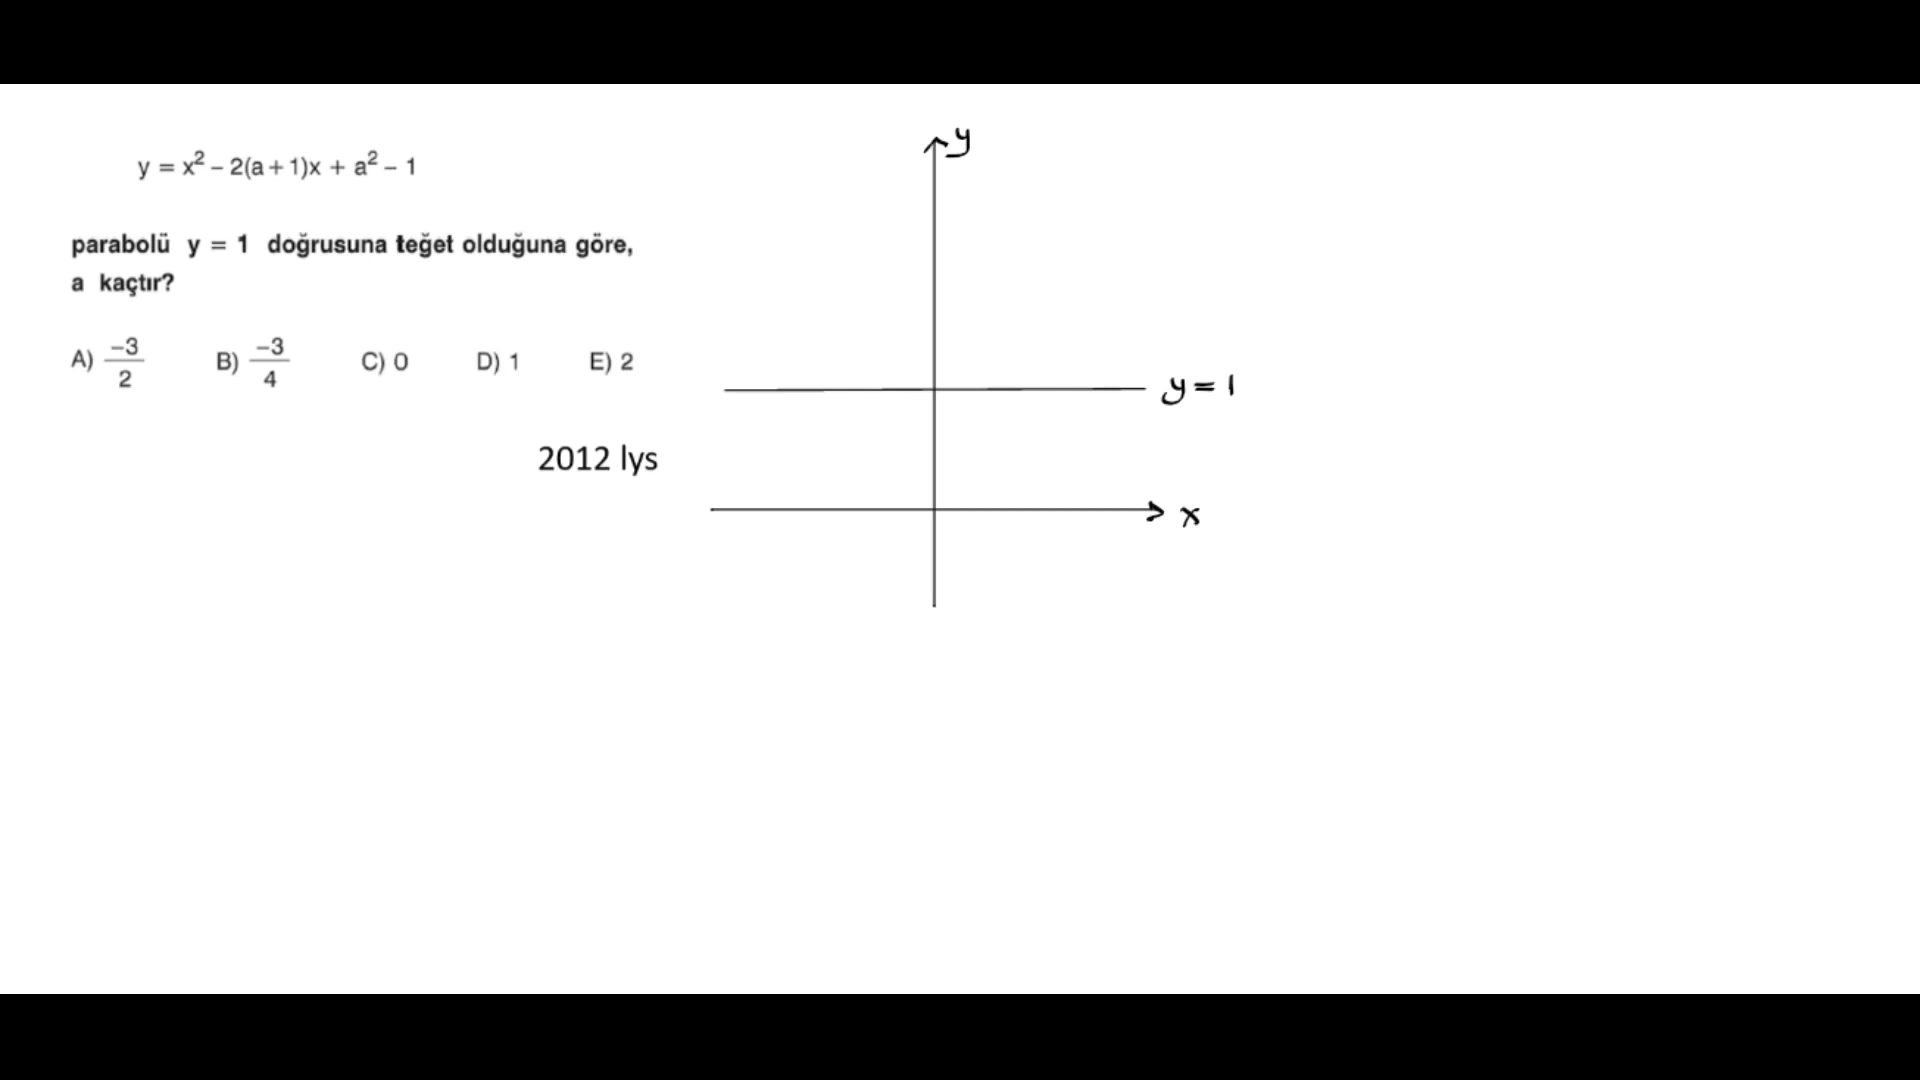 y = x² – 2(a + 1)x + a² – 1
parabolü y = 1 doğrusuna teğet olduğuna göre,
a kaçtır?
A) –3/2 B) –3/4 C) 0 D) 1 E) 2
2012 lys
y
y = 1
x